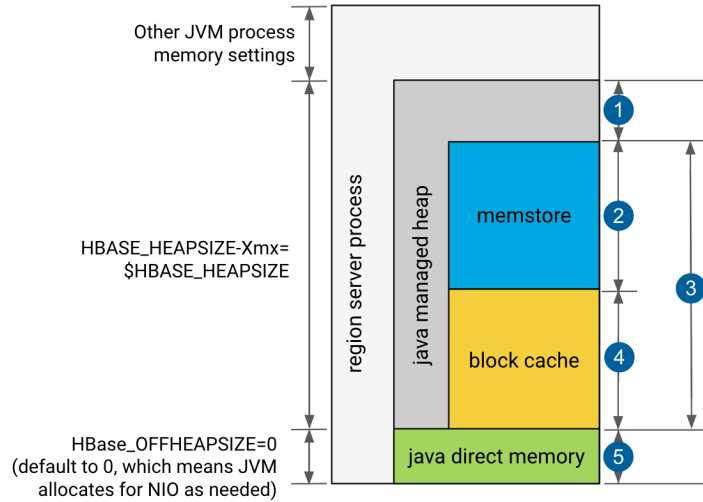 Other JVM process
memory settings
1
memstore
2
HBASE_HEAPSIZE-Xmx=
$HBASE_HEAPSIZE
region server process
java managed heap
3
block cache
4
HBase_OFFHEAPSIZE=0
(default to 0, which means JVM
allocates for NIO as needed)
java direct memory
5